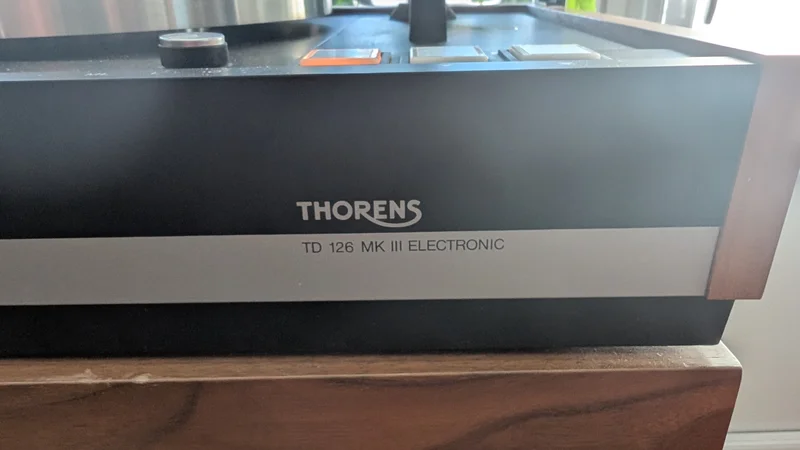 THORENS
TD 126 MK III ELECTRONIC